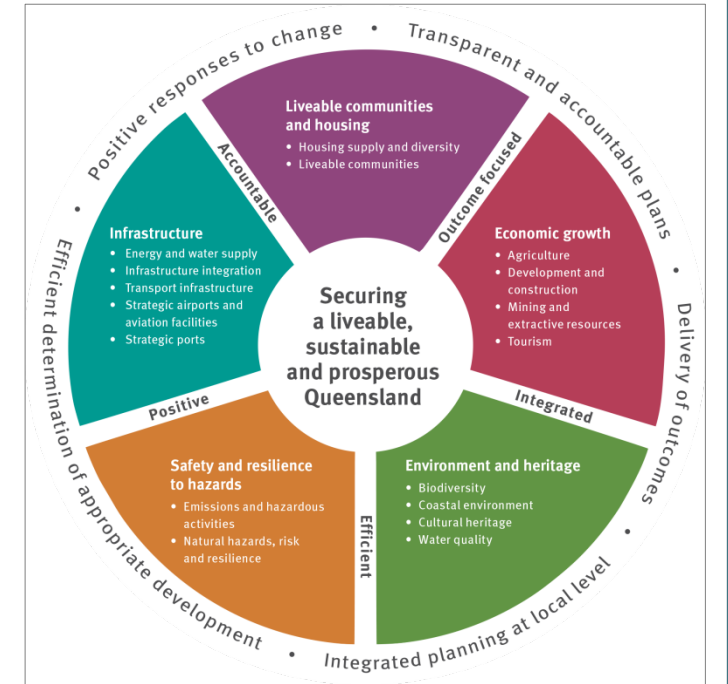 Positive responses to change
•
Transparent and accountable plans
•
Delivery of outcomes
•
Integrated planning at local level
•
Efficient determination of appropriate development
•
Liveable communities
and housing
• Housing supply and diversity
• Liveable communities
Outcome focused
Economic growth
• Agriculture
• Development and
construction
• Mining and
extractive resources
• Tourism
Integrated
Environment and heritage
• Biodiversity
• Coastal environment
• Cultural heritage
• Water quality
Efficient
Safety and resilience
to hazards
• Emissions and hazardous
activities
• Natural hazards, risk
and resilience
Positive
Infrastructure
• Energy and water supply
• Infrastructure integration
• Transport infrastructure
• Strategic airports and
aviation facilities
• Strategic ports
Accountable
Securing
a liveable,
sustainable
and prosperous
Queensland